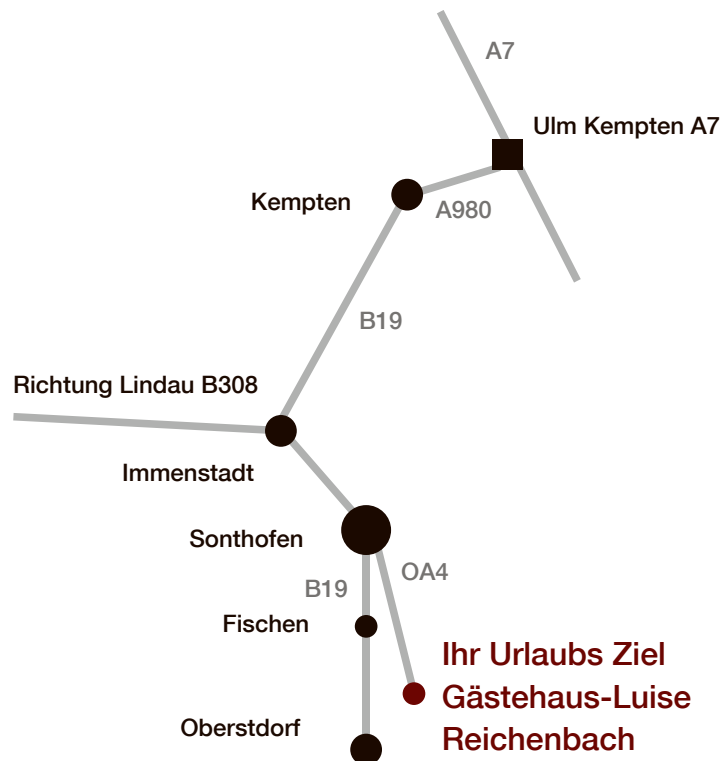 A7
Ulm Kempten A7
Kempten
A980
B19
Richtung Lindau B308
Immenstadt
Sonthofen
OA4
B19
Fischen
Ihr Urlaubs Ziel
Gästehaus-Luise
Reichenbach
Oberstdorf